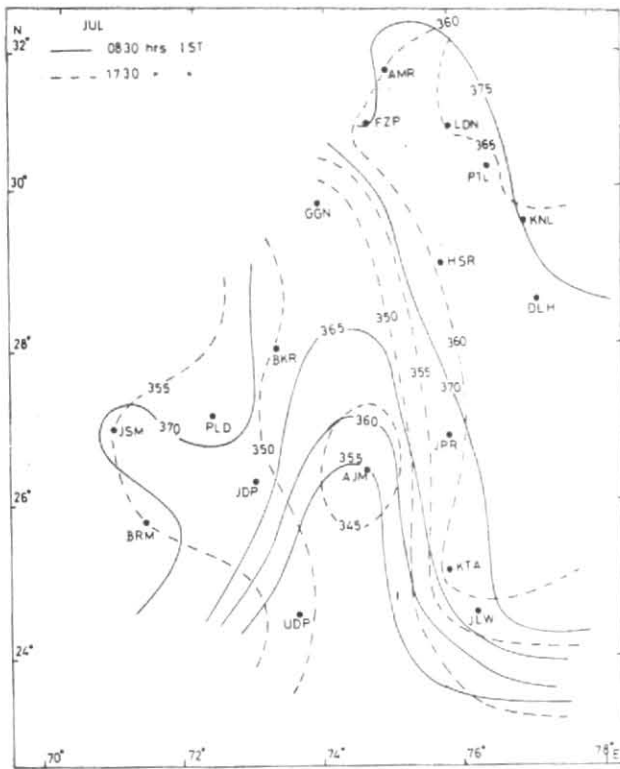 N
JUL
32°
0830 hrs IST
1730 " "
360
AMR
375
FZP
LDN
365
PTL
30°
GGN
KNL
HSR
DLH
28°
BKR
365
350
360
355
355
370
JSM
370
PLD
360
355
AJM
JPR
350
JDP
26°
BRM
345
KTA
UDP
JLW
24°
70°
72°
74°
76°
78°E